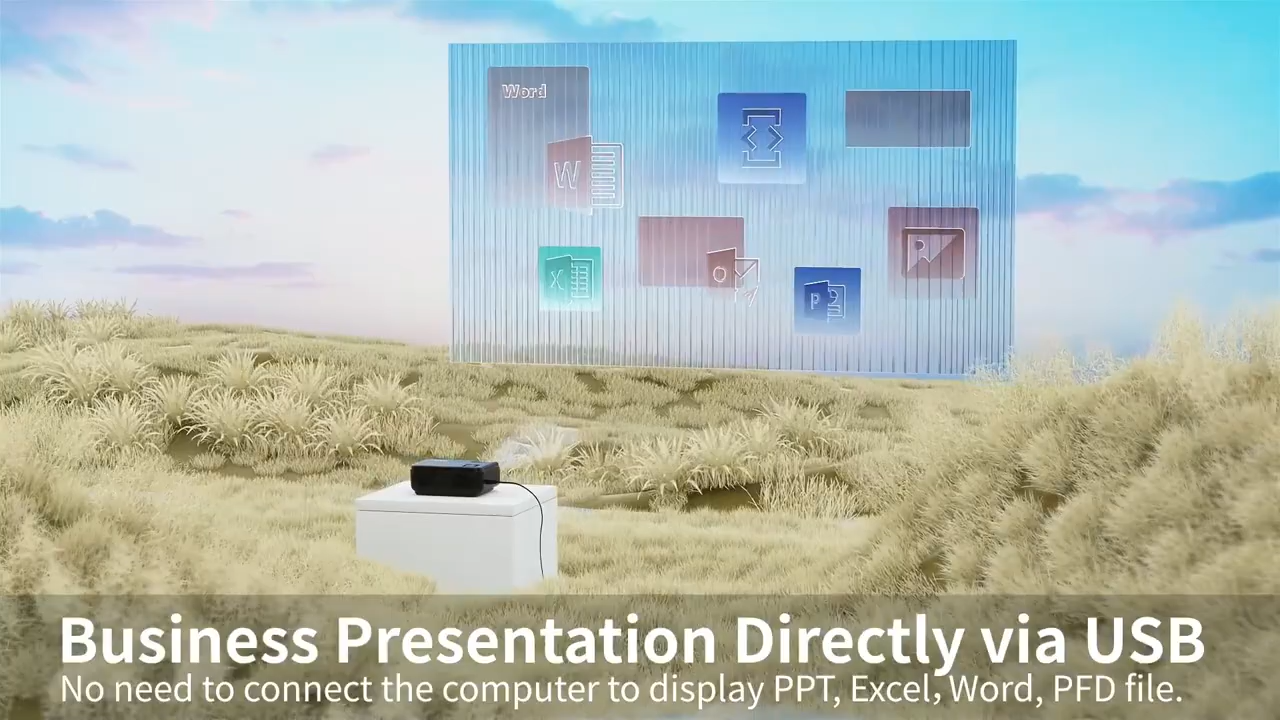 Word
W
X
O
P
Business Presentation Directly via USB
No need to connect the computer to display PPT, Excel, Word, PFD file.